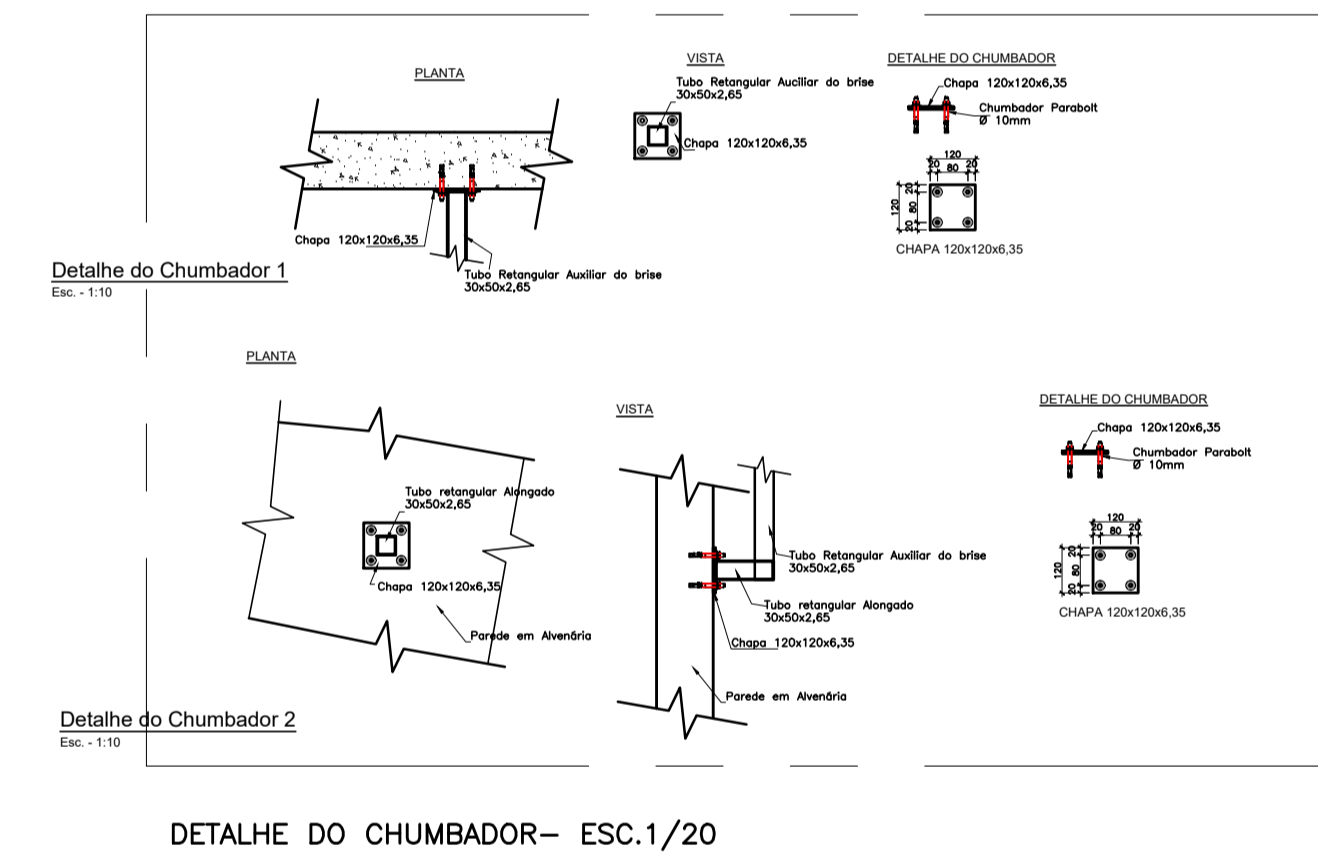 PLANTA
Chapa 120x120x6,35
Tubo Retangular Auxiliar do brise
30x50x2,65
VISTA
Tubo Retangular Auciliar do brise
30x50x2,65
Chapa 120x120x6,35
DETALHE DO CHUMBADOR
Chapa 120x120x6,35
Chumbador Parabolt
Ø 10mm
120
20 80 20
120
20 80 20
CHAPA 120x120x6,35
Detalhe do Chumbador 1
Esc. - 1:10
PLANTA
Tubo retangular Alongado
30x50x2,65
Chapa 120x120x6,35
Parede em Alvenária
VISTA
Tubo Retangular Auxiliar do brise
30x50x2,65
Tubo retangular Alongado
30x50x2,65
Chapa 120x120x6,35
Parede em Alvenária
DETALHE DO CHUMBADOR
Chapa 120x120x6,35
Chumbador Parabolt
Ø 10mm
120
20 80 20
120
20 80 20
CHAPA 120x120x6,35
Detalhe do Chumbador 2
Esc. - 1:10
DETALHE DO CHUMBADOR– ESC.1/20